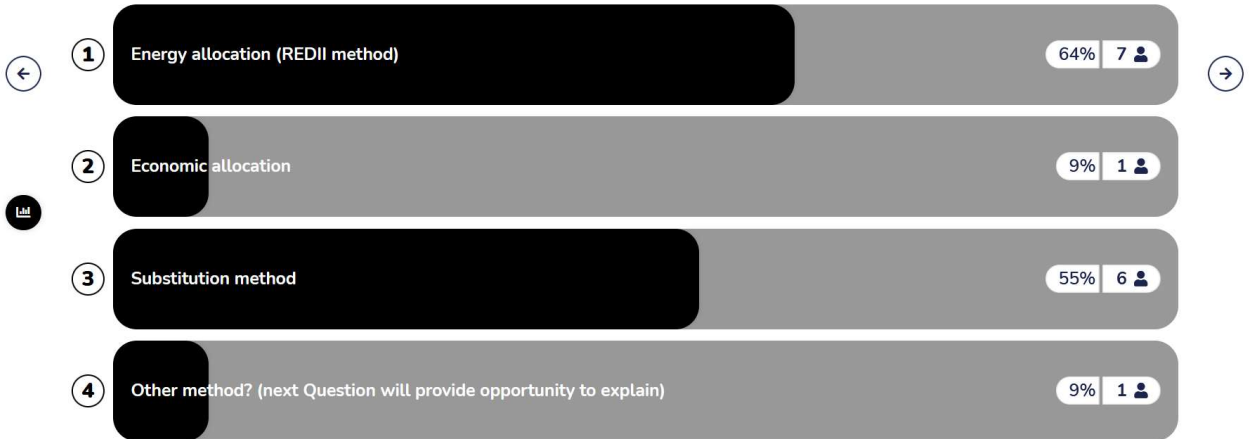 1 Energy allocation (REDII method) 64% 7
2 Economic allocation 9% 1
3 Substitution method 55% 6
4 Other method? (next Question will provide opportunity to explain) 9% 1